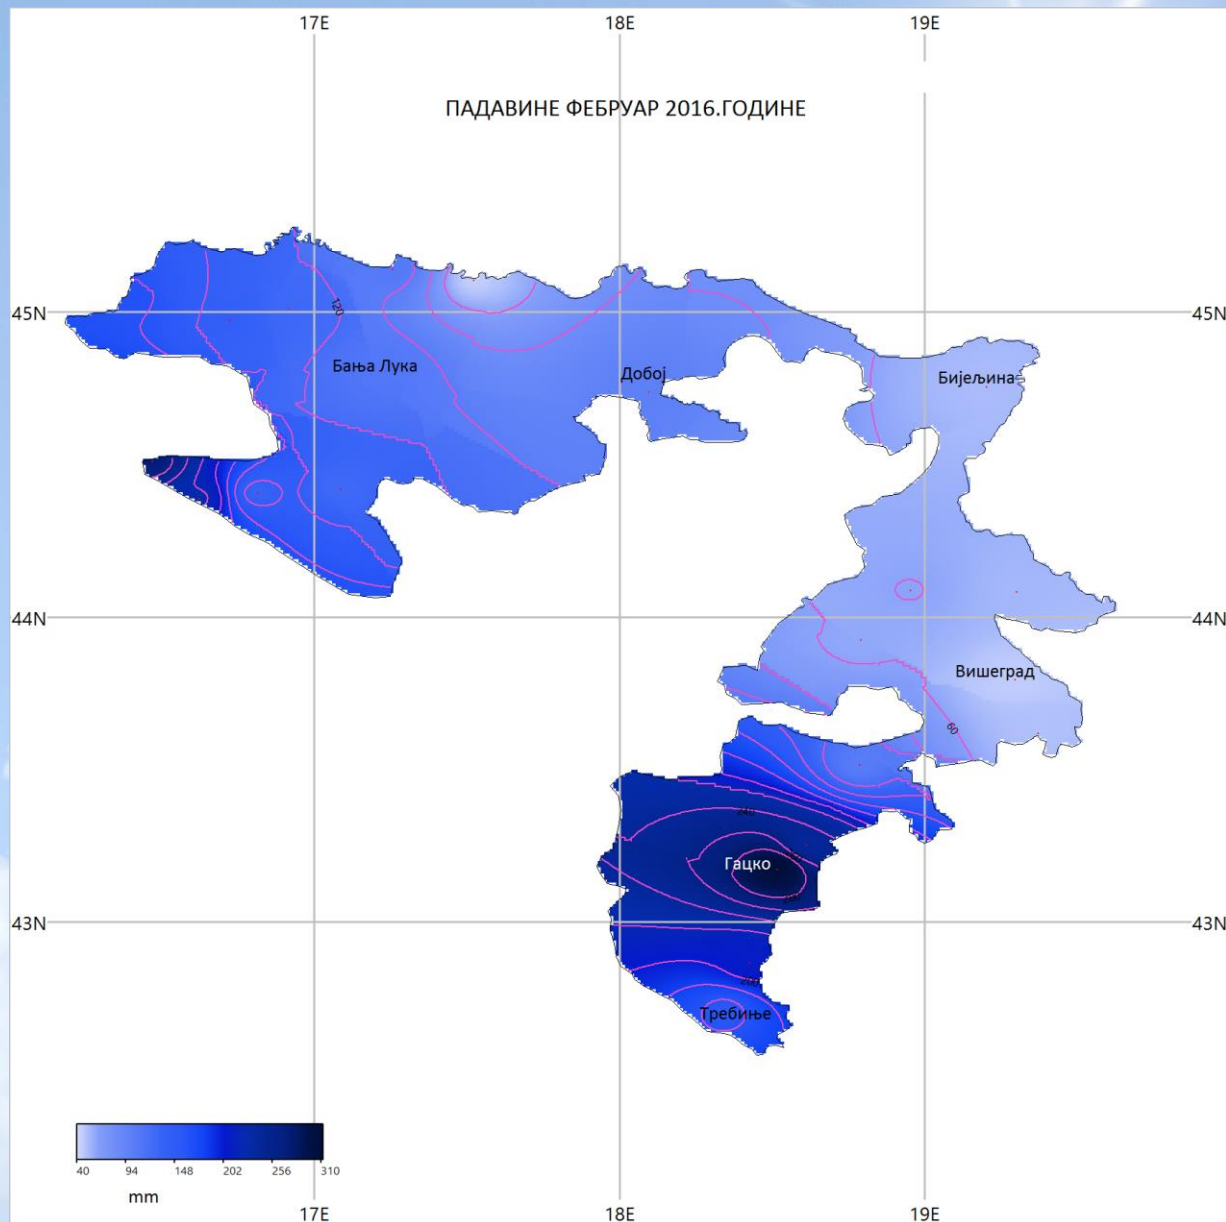 17E 18E 19E
ПАДАВИНЕ ФЕБРУАР 2016.ГОДИНЕ
45N 45N
120
Бања Лука
Добој
Бијељина
44N 44N
Вишеград
60
240
Гацко
43N 43N
200
Требиње
40 94 148 202 256 310
mm
17E 18E 19E